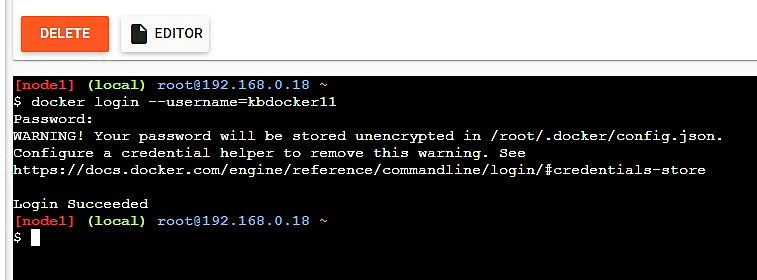 DELETE
EDITOR
[node1] (local) root@192.168.0.18 ~
$ docker login --username=kbdocker11
Password:
WARNING! Your password will be stored unencrypted in /root/.docker/config.json.
Configure a credential helper to remove this warning. See
https://docs.docker.com/engine/reference/commandline/login/#credentials-store
Login Succeeded
[node1] (local) root@192.168.0.18 ~
$